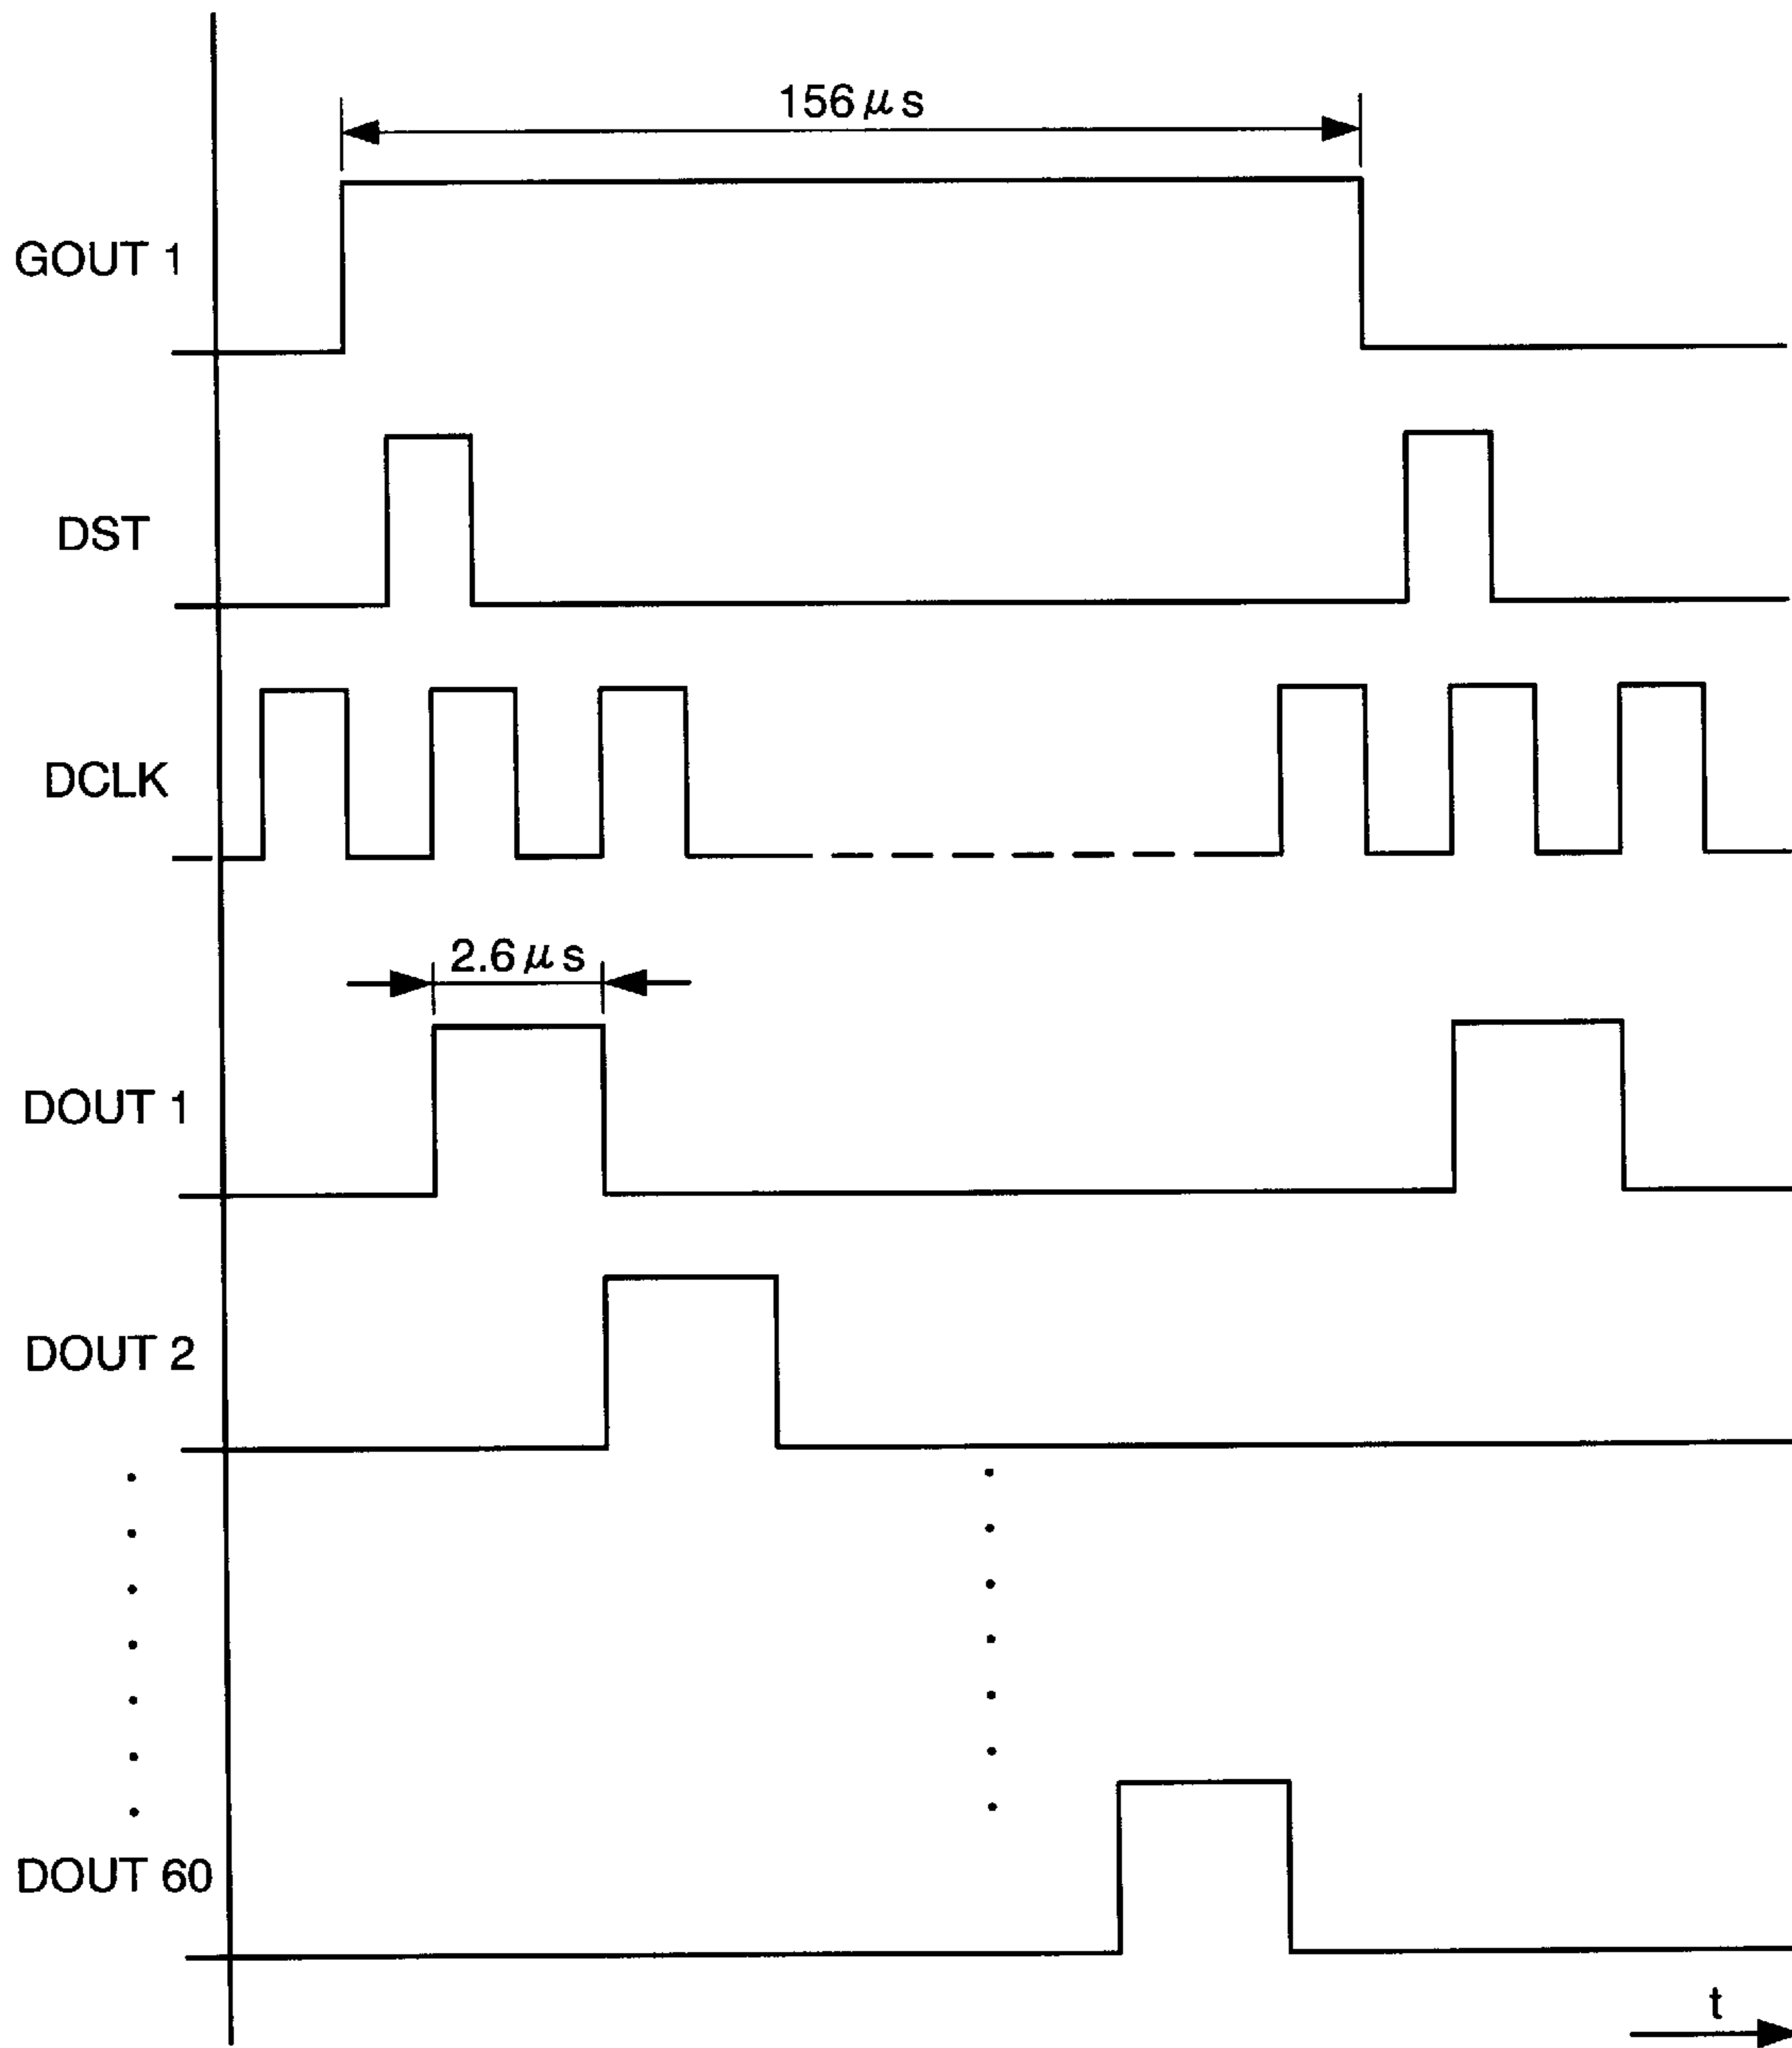 156μs
GOUT 1
DST
DCLK
2.6μs
DOUT 1
DOUT 2
DOUT 60
t